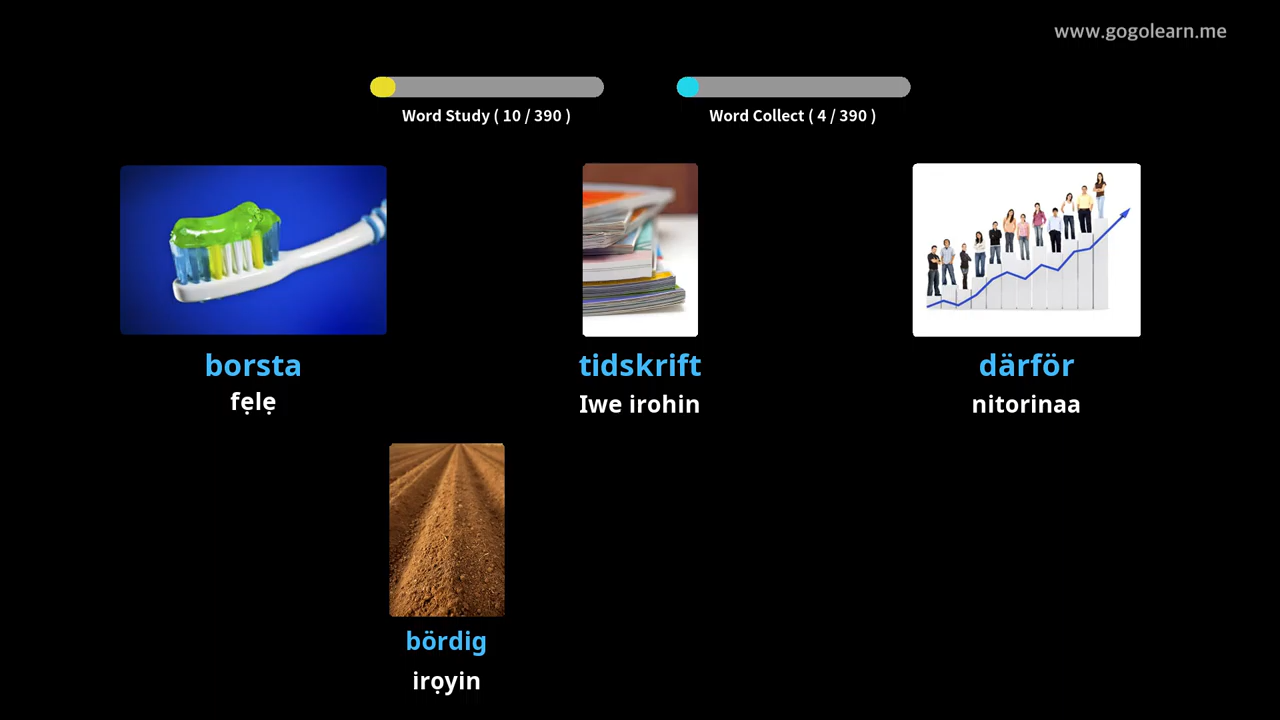 www.gogolearn.me
Word Study ( 10 / 390 )
Word Collect ( 4 / 390 )
borsta
fẹlẹ
tidskrift
Iwe irohin
därför
nitorinaa
bördig
irọyin